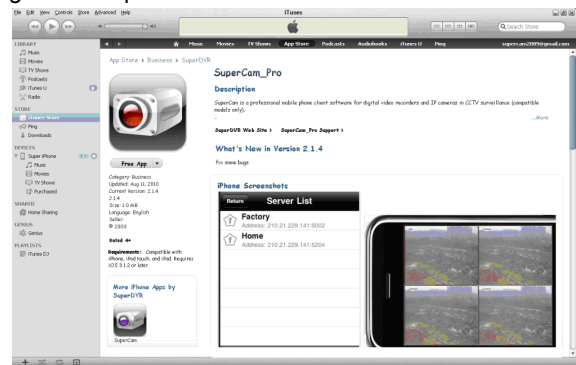 File Edit View Controls Store Advanced Help
iTunes
Search Store
LIBRARY
Music
Movies
TV Shows
Podcasts
iTunes U
Radio
STORE
iTunes Store
Ping
Downloads
DEVICES
Super iPhone
Music
Movies
TV Shows
Purchased
SHARED
Home Sharing
GENIUS
Genius
PLAYLISTS
iTunes DJ
Music Movies TV Shows App Store Podcasts Audiobooks iTunes U Ping
supercam2009@gmail.com
App Store > Business > SuperDVR
Free App
Category: Business
Updated: Aug 11, 2010
Current Version: 2.1.4
2.1.4
Size: 1.0 MB
Language: English
Seller:
Rated 4+
Requirements: Compatible with
iPhone, iPod touch, and iPad. Requires
iOS 3.1.2 or later
More iPhone Apps by
SuperDVR
SuperCam
SuperCam_Pro
Description
SuperCam is a professional mobile phone client software for digital video recorders and IP cameras in CCTV surveillance (compatible
models only).
...More
SuperDVR Web Site > SuperCam_Pro Support >
What's New in Version 2.1.4
fix some bugs
iPhone Screenshots
Return Server List
Factory
Address: 210.21.229.141:5002
Home
Address: 210.21.229.141:5204